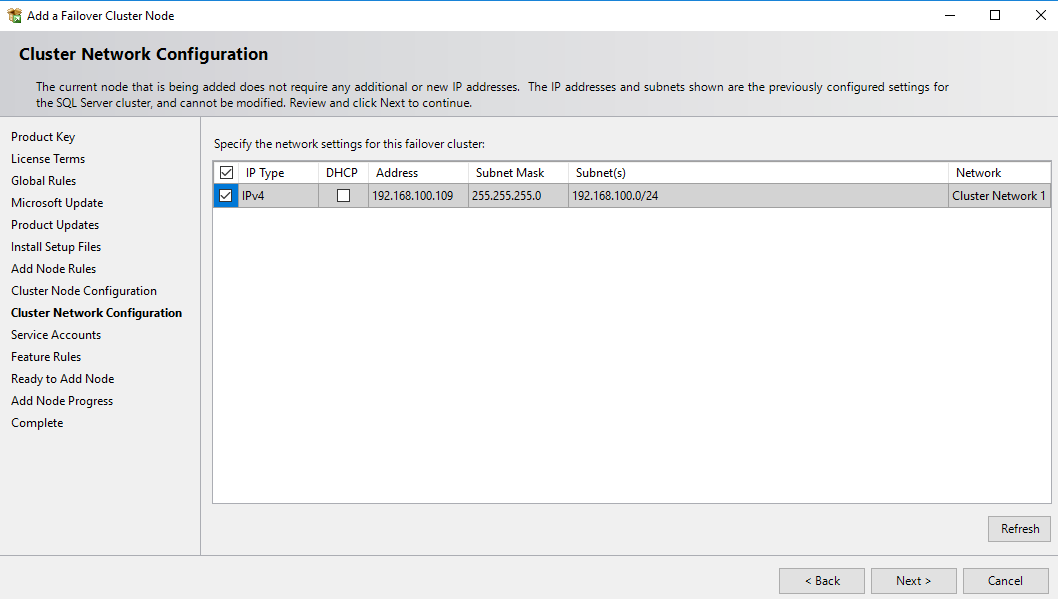 Add a Failover Cluster Node
Cluster Network Configuration
The current node that is being added does not require any additional or new IP addresses.  The IP addresses and subnets shown are the previously configured settings for
the SQL Server cluster, and cannot be modified. Review and click Next to continue.
Product Key
License Terms
Global Rules
Microsoft Update
Product Updates
Install Setup Files
Add Node Rules
Cluster Node Configuration
Cluster Network Configuration
Service Accounts
Feature Rules
Ready to Add Node
Add Node Progress
Complete
Specify the network settings for this failover cluster:
IP Type DHCP Address Subnet Mask Subnet(s) Network
IPv4 192.168.100.109 255.255.255.0 192.168.100.0/24 Cluster Network 1
Refresh
< Back Next > Cancel